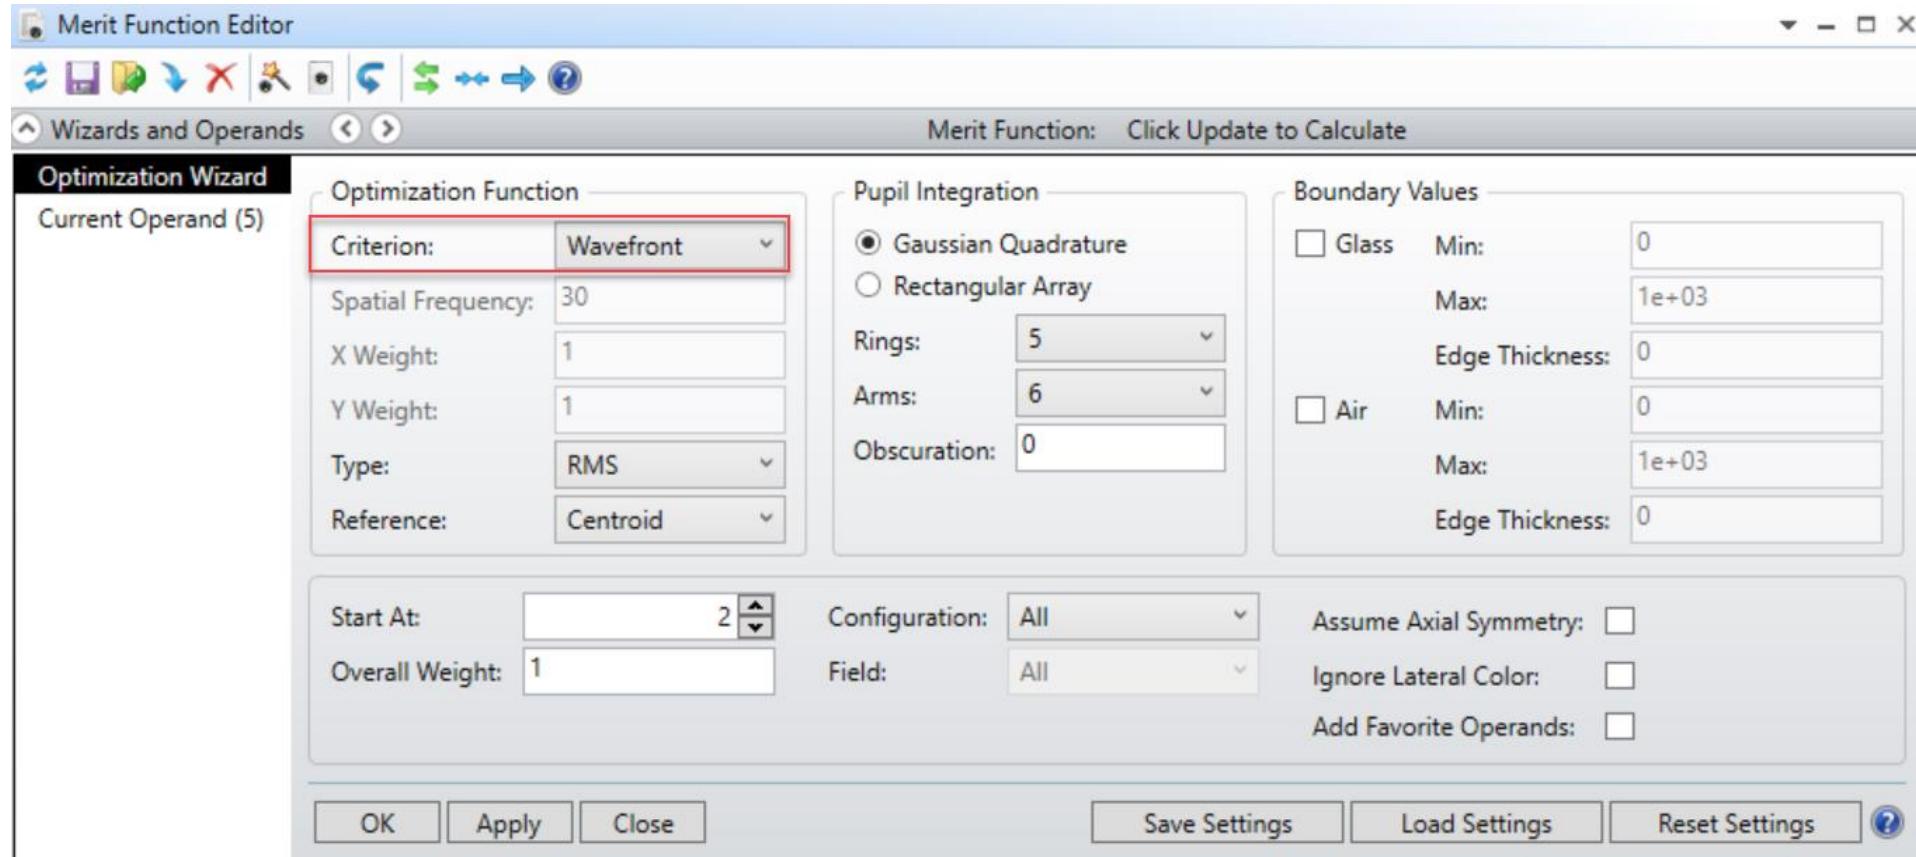 Merit Function Editor
Wizards and Operands
Merit Function: Click Update to Calculate
Optimization Wizard
Current Operand (5)
Optimization Function
Criterion: Wavefront
Spatial Frequency: 30
X Weight: 1
Y Weight: 1
Type: RMS
Reference: Centroid
Pupil Integration
Gaussian Quadrature
Rectangular Array
Rings: 5
Arms: 6
Obscuration: 0
Boundary Values
Glass Min: 0
Max: 1e+03
Edge Thickness: 0
Air Min: 0
Max: 1e+03
Edge Thickness: 0
Start At: 2
Overall Weight: 1
Configuration: All
Field: All
Assume Axial Symmetry:
Ignore Lateral Color:
Add Favorite Operands:
OK Apply Close Save Settings Load Settings Reset Settings ?